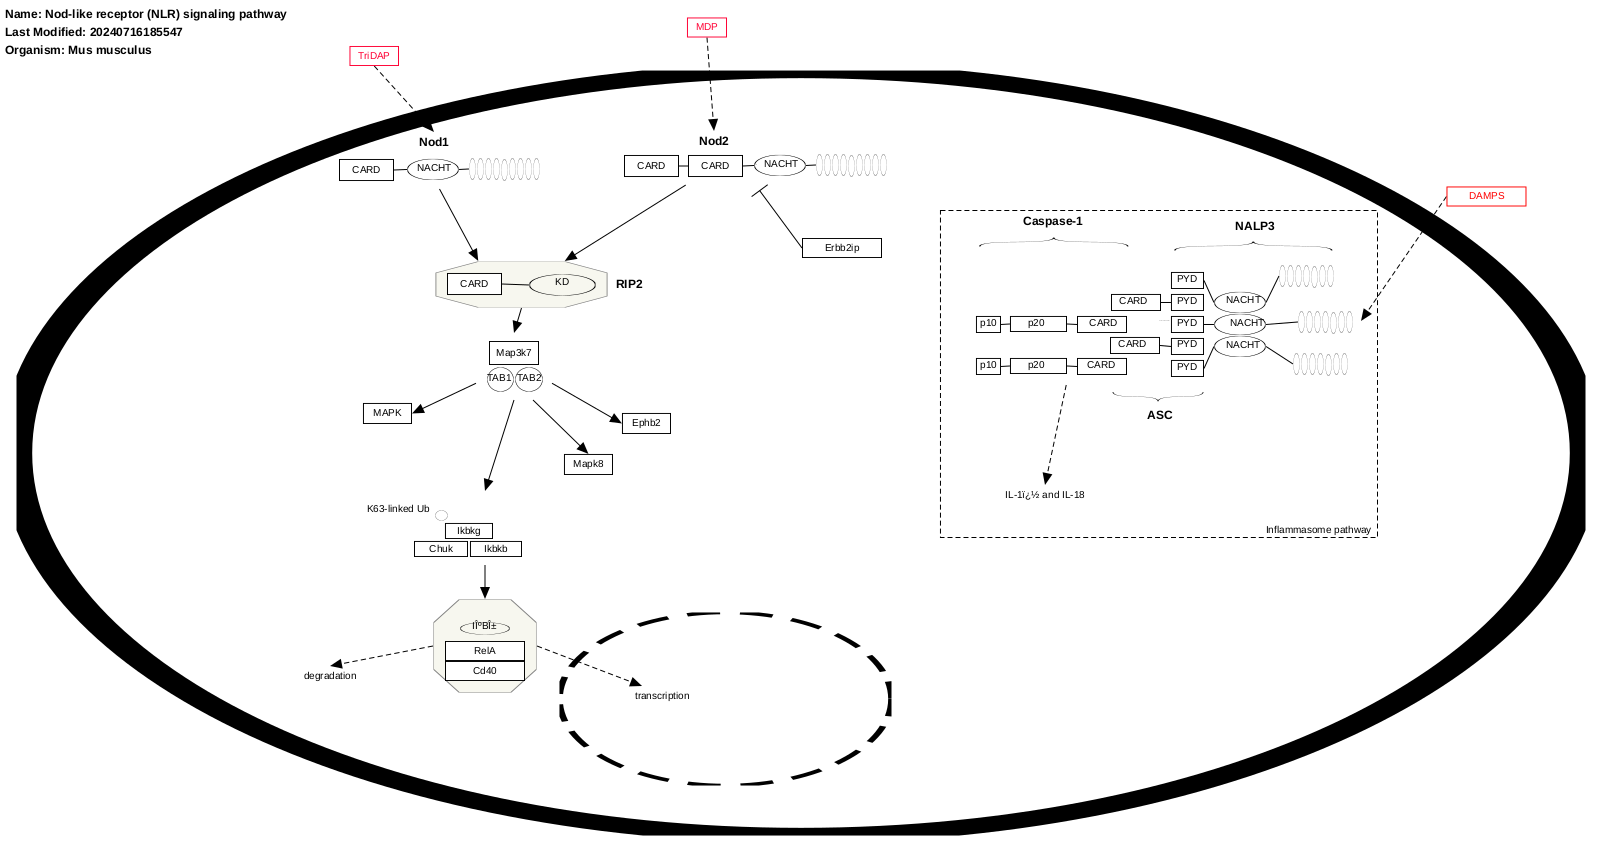 Name: Nod-like receptor (NLR) signaling pathway
Last Modified: 20240716185547
Organism: Mus musculus
MDP
TriDAP
Nod1
CARD
NACHT
Nod2
CARD
CARD
NACHT
Erbb2ip
CARD
KD
RIP2
Map3k7
TAB1
TAB2
MAPK
Ephb2
Mapk8
K63-linked Ub
Ikbkg
Chuk
Ikbkb
IÎºBÎ±
RelA
Cd40
degradation
transcription
DAMPS
Caspase-1
NALP3
PYD
CARD
PYD
NACHT
p10
p20
CARD
PYD
NACHT
CARD
PYD
NACHT
p10
p20
CARD
PYD
ASC
IL-1ï¿½ and IL-18
Inflammasome pathway